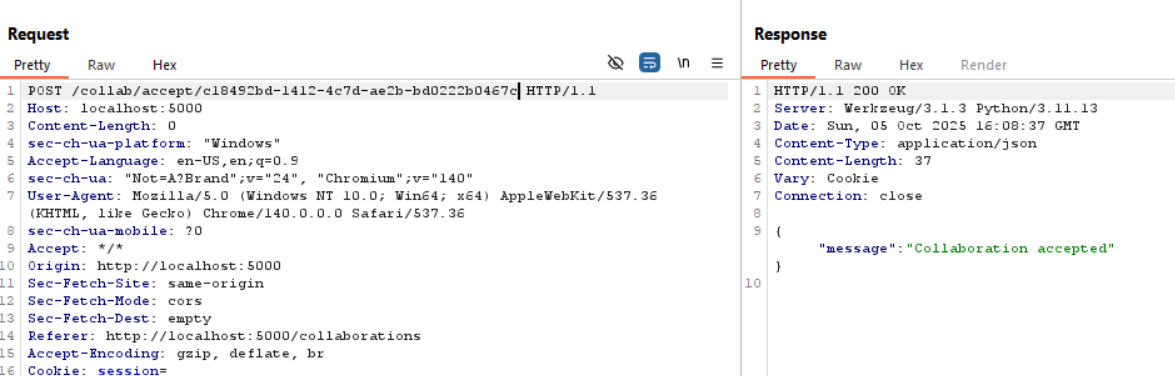 Request
Pretty Raw Hex \n
1 POST /collab/accept/c18492bd-1412-4c7d-ae2b-bd0222b0467c HTTP/1.1
2 Host: localhost:5000
3 Content-Length: 0
4 sec-ch-ua-platform: "Windows"
5 Accept-Language: en-US,en;q=0.9
6 sec-ch-ua: "Not=A?Brand";v="24", "Chromium";v="140"
7 User-Agent: Mozilla/5.0 (Windows NT 10.0; Win64; x64) AppleWebKit/537.36
(KHTML, like Gecko) Chrome/140.0.0.0 Safari/537.36
8 sec-ch-ua-mobile: ?0
9 Accept: */*
10 Origin: http://localhost:5000
11 Sec-Fetch-Site: same-origin
12 Sec-Fetch-Mode: cors
13 Sec-Fetch-Dest: empty
14 Referer: http://localhost:5000/collaborations
15 Accept-Encoding: gzip, deflate, br
16 Cookie: session=
Response
Pretty Raw Hex Render
1 HTTP/1.1 200 OK
2 Server: Werkzeug/3.1.3 Python/3.11.13
3 Date: Sun, 05 Oct 2025 16:08:37 GMT
4 Content-Type: application/json
5 Content-Length: 37
6 Vary: Cookie
7 Connection: close
8
9 {
"message":"Collaboration accepted"
}
10